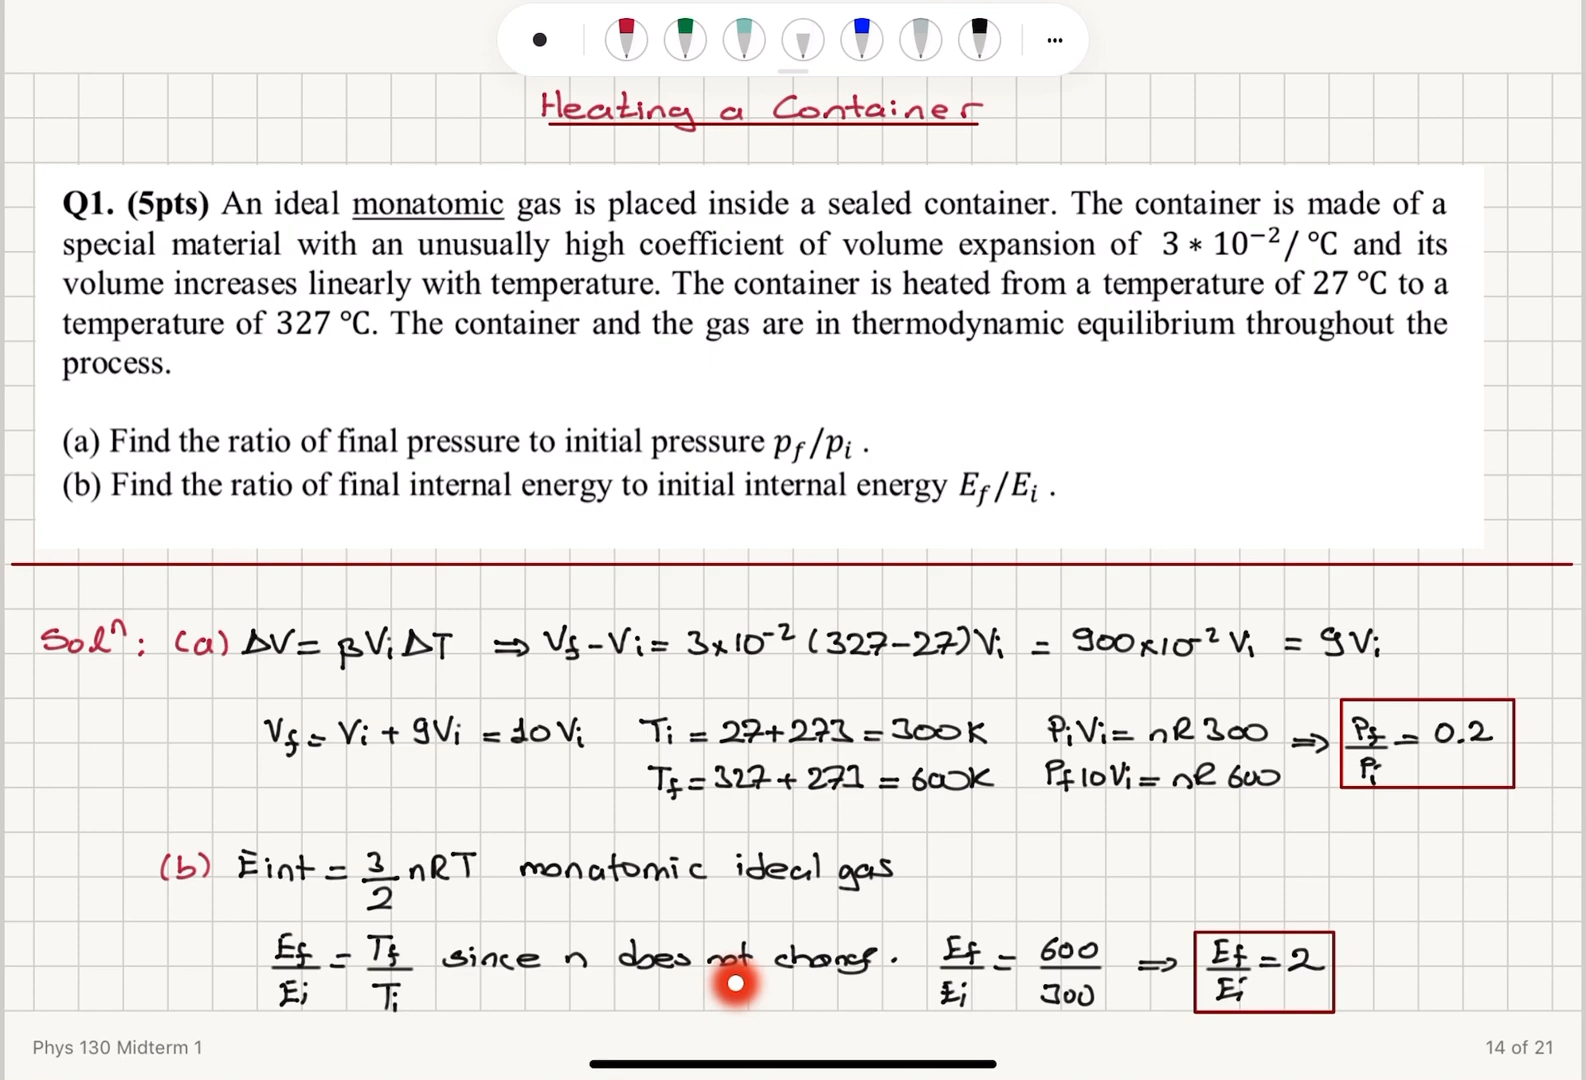 Heating a Container
Q1. (5pts) An ideal monatomic gas is placed inside a sealed container. The container is made of a
special material with an unusually high coefficient of volume expansion of 3 * 10⁻²/ °C and its
volume increases linearly with temperature. The container is heated from a temperature of 27 °C to a
temperature of 327 °C. The container and the gas are in thermodynamic equilibrium throughout the
process.
(a) Find the ratio of final pressure to initial pressure p_f/p_i .
(b) Find the ratio of final internal energy to initial internal energy E_f/E_i .
Solⁿ: (a) ΔV = βV_i ΔT ⇒ V_f - V_i = 3x10⁻² (327-27)V_i = 900x10⁻² V_i = 9V_i
V_f = V_i + 9V_i = 10V_i T_i = 27+273 = 300K P_iV_i = nR300 ⇒ P_f/P_i = 0.2
T_f = 327+273 = 600K P_f10V_i = nR600
(b) Eint = 3/2 nRT monatomic ideal gas
E_f/E_i = T_f/T_i since n does not change. E_f/E_i = 600/300 ⇒ E_f/E_i = 2
Phys 130 Midterm 1
14 of 21